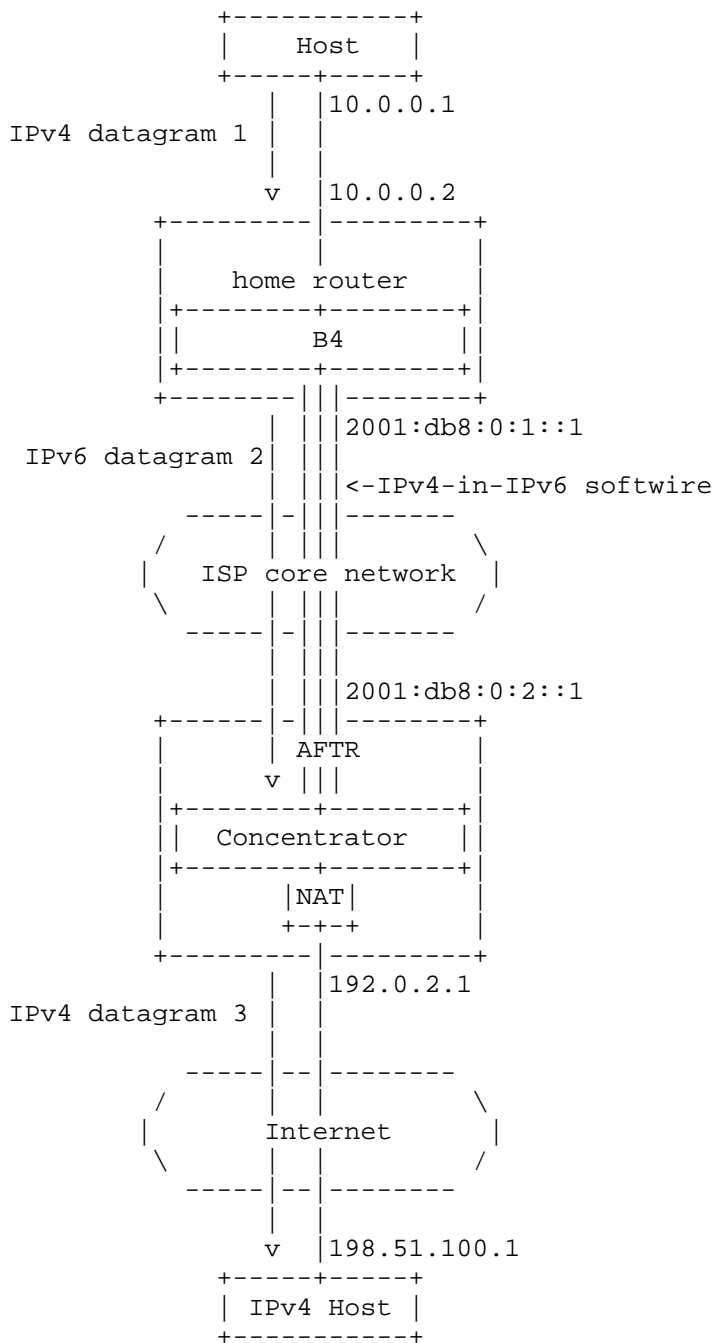 Host
10.0.0.1
IPv4 datagram 1
10.0.0.2
home router
B4
2001:db8:0:1::1
IPv6 datagram 2
<-IPv4-in-IPv6 softwire
ISP core network
2001:db8:0:2::1
AFTR
Concentrator
NAT
192.0.2.1
IPv4 datagram 3
Internet
198.51.100.1
IPv4 Host